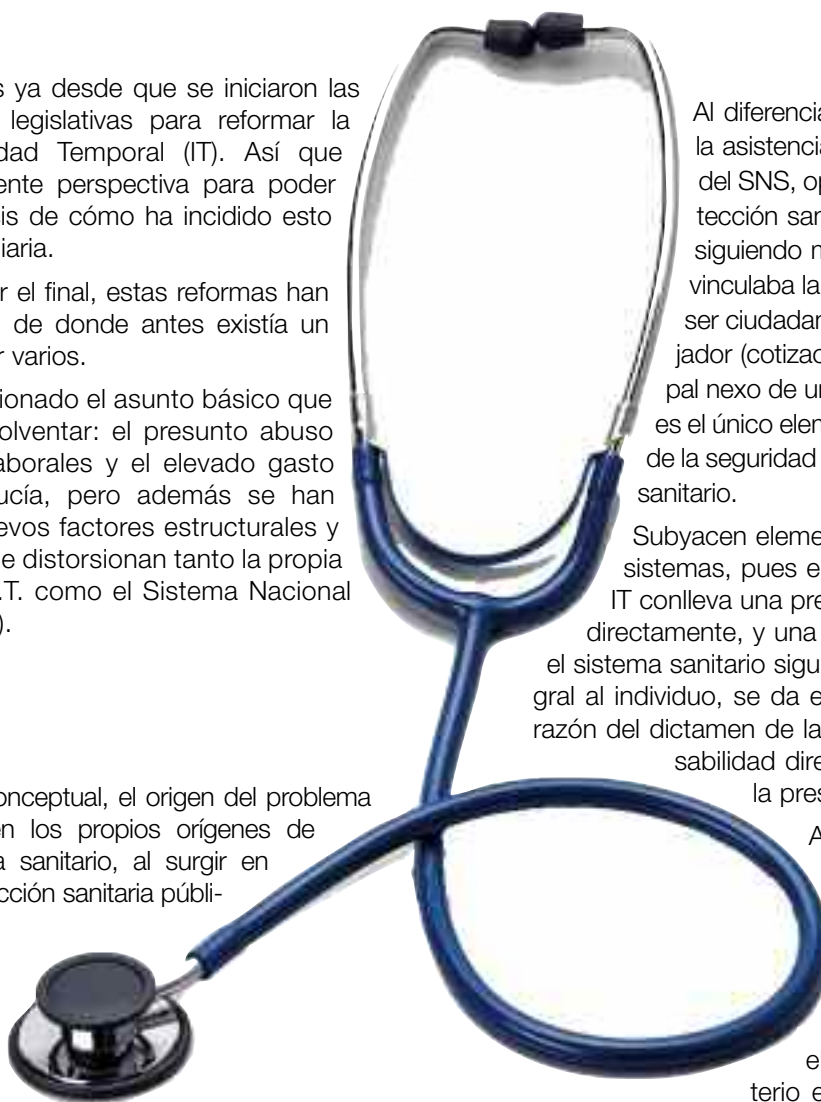 s ya desde que se iniciaron las
legislativas para reformar la
dad Temporal (IT). Así que
ente perspectiva para poder
sis de cómo ha incidido esto
iaria.
r el final, estas reformas han
de donde antes existía un
r varios.
ionado el asunto básico que
olventar: el presunto abuso
aborales y el elevado gasto
ucía, pero además se han
evos factores estructurales y
e distorsionan tanto la propia
.T. como el Sistema Nacional
).
onceptual, el origen del problema
en los propios orígenes de
a sanitario, al surgir en
cción sanitaria públi-
Al diferencia
la asistencia
del SNS, op
tección san
siguiendo n
vinculaba la
ser ciudadan
jador (cotizac
pal nexo de un
es el único elem
de la seguridad
sanitario.
Subyacen eleme
sistemas, pues e
IT conlleva una pre
directamente, y una
el sistema sanitario sigu
gral al individuo, se da e
razón del dictamen de la
sabilidad dire
la pres
A
e
terio e